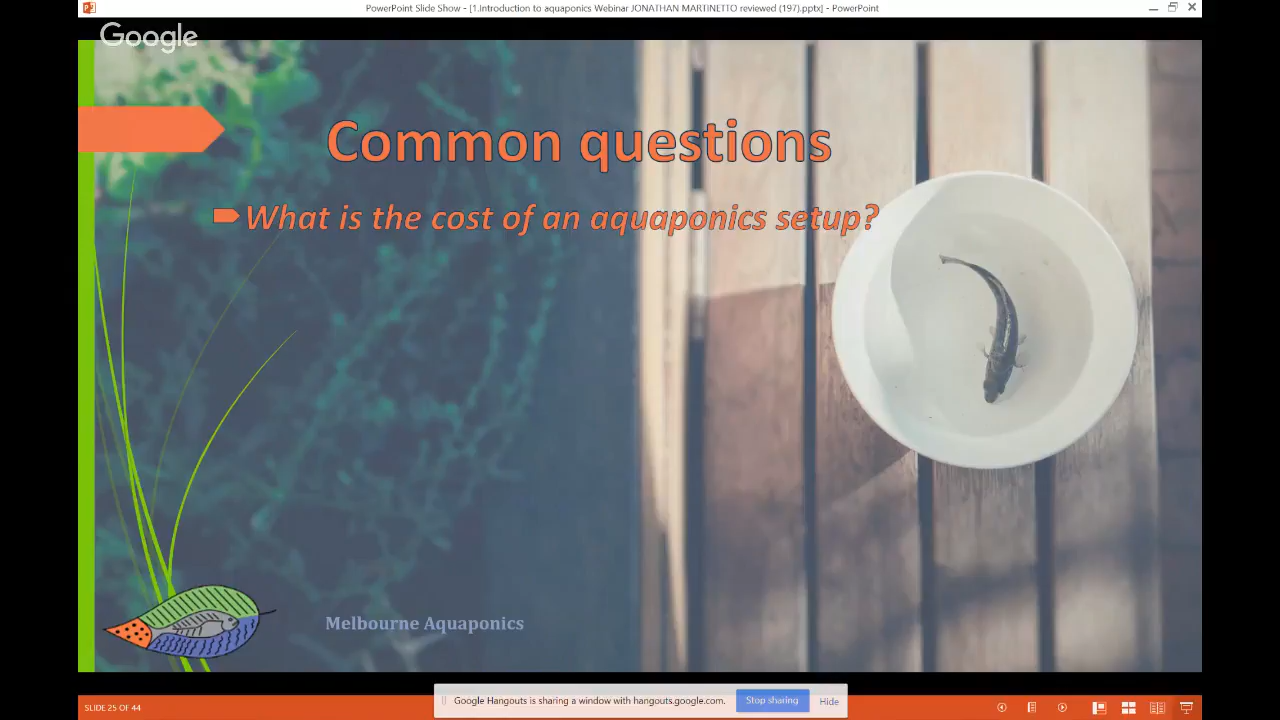 PowerPoint Slide Show - [1.Introduction to aquaponics Webinar JONATHAN MARTINETTO reviewed (197).pptx] - PowerPoint
Google
Common questions
What is the cost of an aquaponics setup?
Melbourne Aquaponics
Google Hangouts is sharing a window with hangouts.google.com. Stop sharing Hide
SLIDE 25 OF 44